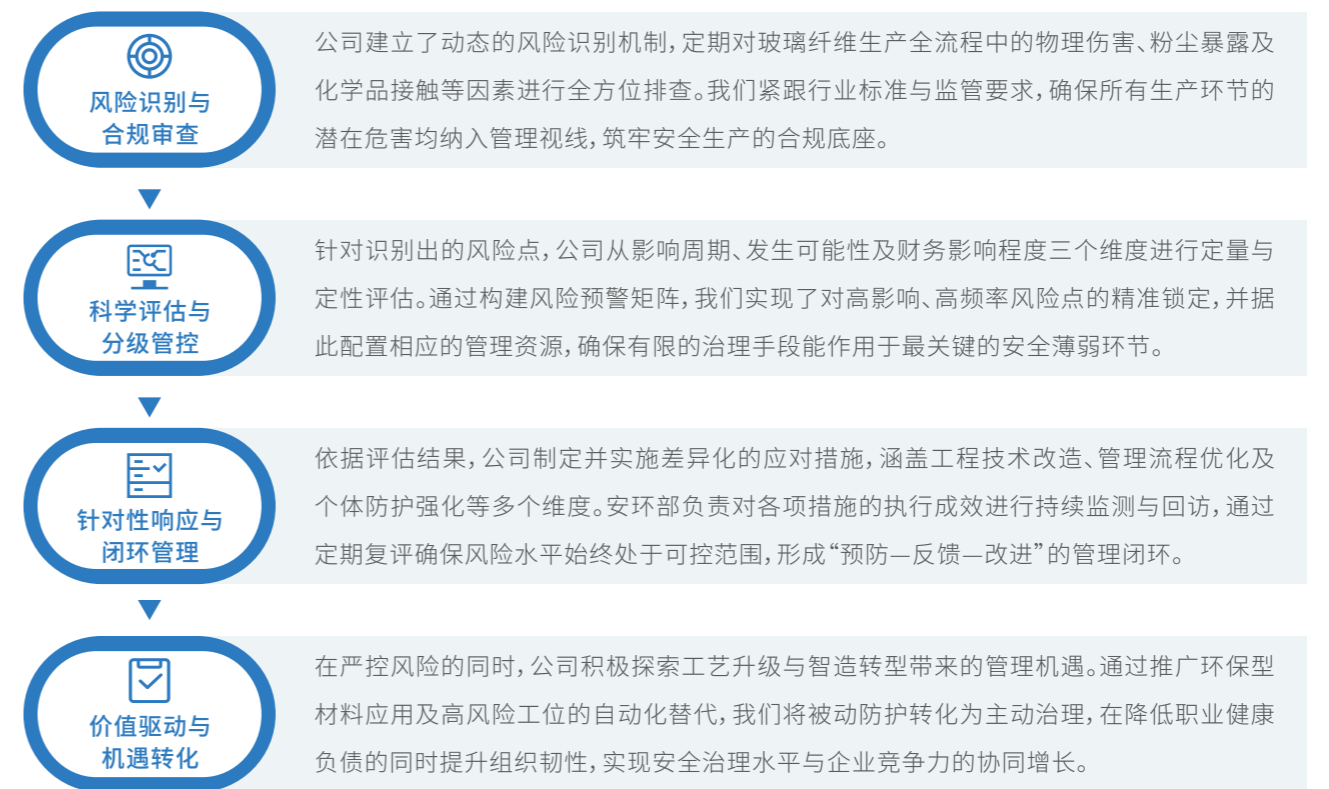 风险识别与
合规审查
公司建立了动态的风险识别机制,定期对玻璃纤维生产全流程中的物理伤害、粉尘暴露及
化学品接触等因素进行全方位排查。我们紧跟行业标准与监管要求,确保所有生产环节的
潜在危害均纳入管理视线,筑牢安全生产的合规底座。
科学评估与
分级管控
针对识别出的风险点,公司从影响周期、发生可能性及财务影响程度三个维度进行定量与
定性评估。通过构建风险预警矩阵,我们实现了对高影响、高频率风险点的精准锁定,并据
此配置相应的管理资源,确保有限的治理手段能作用于最关键的安全薄弱环节。
针对性响应与
闭环管理
依据评估结果,公司制定并实施差异化的应对措施,涵盖工程技术改造、管理流程优化及
个体防护强化等多个维度。安环部负责对各项措施的执行成效进行持续监测与回访,通过
定期复评确保风险水平始终处于可控范围,形成“预防—反馈—改进”的管理闭环。
价值驱动与
机遇转化
在严控风险的同时,公司积极探索工艺升级与智造转型带来的管理机遇。通过推广环保型
材料应用及高风险工位的自动化替代,我们将被动防护转化为主动治理,在降低职业健康
负债的同时提升组织韧性,实现安全治理水平与企业竞争力的协同增长。